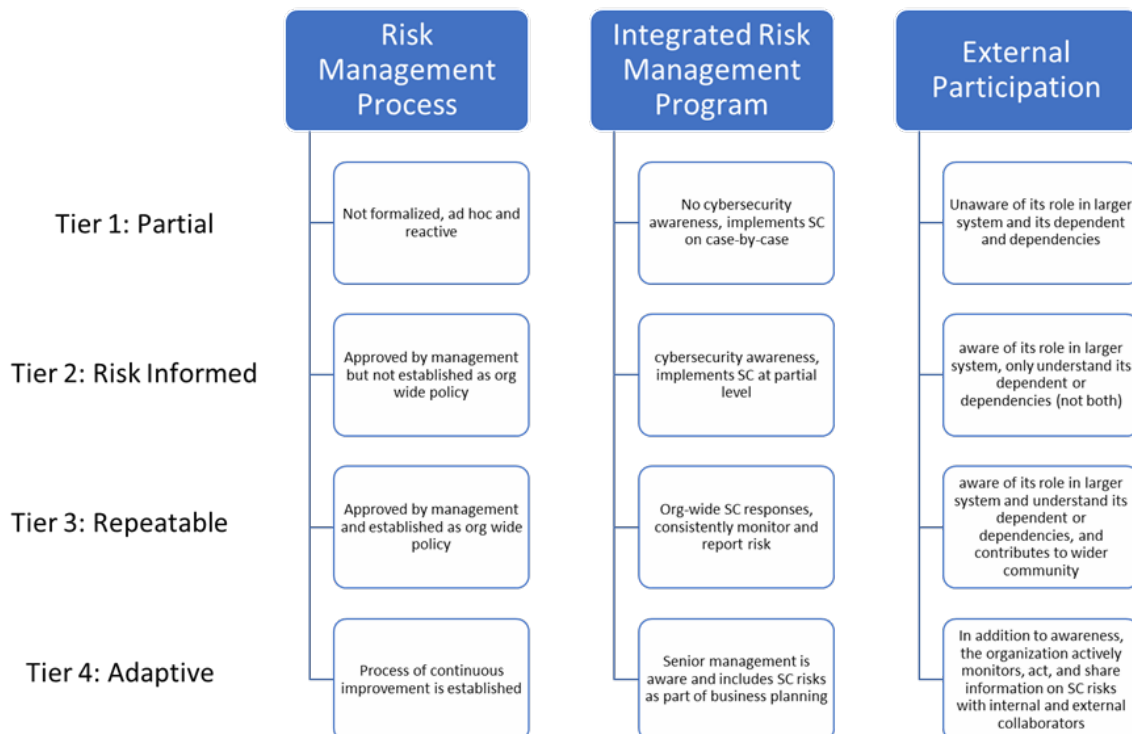 Risk
Management
Process
Integrated Risk
Management
Program
External
Participation
Tier 1: Partial
Not formalized, ad hoc and
reactive
No cybersecurity
awareness, implements SC
on case-by-case
Unaware of its role in larger
system and its dependent
and dependencies
Tier 2: Risk Informed
Approved by management
but not established as org
wide policy
cybersecurity awareness,
implements SC at partial
level
aware of its role in larger
system, only understand its
dependent or
dependencies (not both)
Tier 3: Repeatable
Approved by management
and established as org wide
policy
Org-wide SC responses,
consistently monitor and
report risk
aware of its role in larger
system and understand its
dependent or
dependencies, and
contributes to wider
community
Tier 4: Adaptive
Process of continuous
improvement is established
Senior management is
aware and includes SC risks
as part of business planning
In addition to awareness,
the organization actively
monitors, act, and share
information on SC risks
with internal and external
collaborators